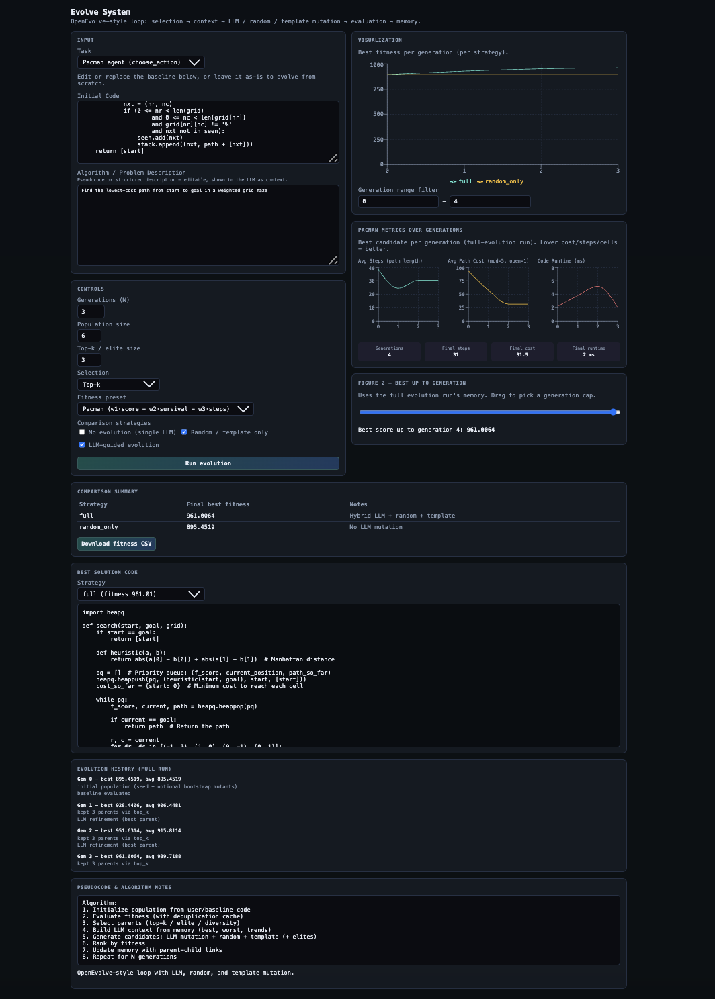 Evolve System
OpenEvolve-style loop: selection → context → LLM / random / template mutation → evaluation → memory.
INPUT
Task
Pacman agent (choose_action)
Edit or replace the baseline below, or leave it as-is to evolve from
scratch.
Initial Code
nxt = (nr, nc)
if (0 <= nr < len(grid)
and 0 <= nc < len(grid[nr])
and grid[nr][nc] != '%'
and nxt not in seen):
seen.add(nxt)
stack.append((nxt, path + [nxt]))
return [start]
Algorithm / Problem Description
Pseudocode or structured description — editable, shown to the LLM as context.
Find the lowest-cost path from start to goal in a weighted grid maze
CONTROLS
Generations (N)
3
Population size
6
Top-k / elite size
3
Selection
Top-k
Fitness preset
Pacman (w1·score + w2·survival − w3·steps)
Comparison strategies
No evolution (single LLM)
Random / template only
LLM-guided evolution
Run evolution
VISUALIZATION
Best fitness per generation (per strategy).
1000
750
500
250
0
0 1 2 3
full random_only
Generation range filter
0 — 4
PACMAN METRICS OVER GENERATIONS
Best candidate per generation (full-evolution run). Lower cost/steps/cells
= better.
Avg Steps (path length)
40
30
20
10
0
0 1 2 3
Avg Path Cost (mud=5, open=1)
100
75
50
25
0
0 1 2 3
Code Runtime (ms)
8
6
4
2
0
0 1 2 3
Generations
4
Final steps
31
Final cost
31.5
Final runtime
2 ms
FIGURE 2 — BEST UP TO GENERATION
Uses the full evolution run's memory. Drag to pick a generation cap.
Best score up to generation 4: 961.0064
COMPARISON SUMMARY
Strategy Final best fitness Notes
full 961.0064 Hybrid LLM + random + template
random_only 895.4519 No LLM mutation
Download fitness CSV
BEST SOLUTION CODE
Strategy
full (fitness 961.01)
import heapq
def search(start, goal, grid):
if start == goal:
return [start]
def heuristic(a, b):
return abs(a[0] - b[0]) + abs(a[1] - b[1])  # Manhattan distance
pq = []  # Priority queue: (f_score, current_position, path_so_far)
heapq.heappush(pq, (heuristic(start, goal), start, [start]))
cost_so_far = {start: 0}  # Minimum cost to reach each cell
while pq:
f_score, current, path = heapq.heappop(pq)
if current == goal:
return path  # Return the path
r, c = current
for dr, dc in [(-1, 0), (1, 0), (0, -1), (0, 1)]:
EVOLUTION HISTORY (FULL RUN)
Gen 0 — best 895.4519, avg 895.4519
initial population (seed + optional bootstrap mutants)
baseline evaluated
Gen 1 — best 928.4406, avg 906.4481
kept 3 parents via top_k
LLM refinement (best parent)
Gen 2 — best 951.6314, avg 915.8114
kept 3 parents via top_k
LLM refinement (best parent)
Gen 3 — best 961.0064, avg 939.7188
kept 3 parents via top_k
PSEUDOCODE & ALGORITHM NOTES
Algorithm:
1. Initialize population from user/baseline code
2. Evaluate fitness (with deduplication cache)
3. Select parents (top-k / elite / diversity)
4. Build LLM context from memory (best, worst, trends)
5. Generate candidates: LLM mutation + random + template (+ elites)
6. Rank by fitness
7. Update memory with parent-child links
8. Repeat for N generations
OpenEvolve-style loop with LLM, random, and template mutation.